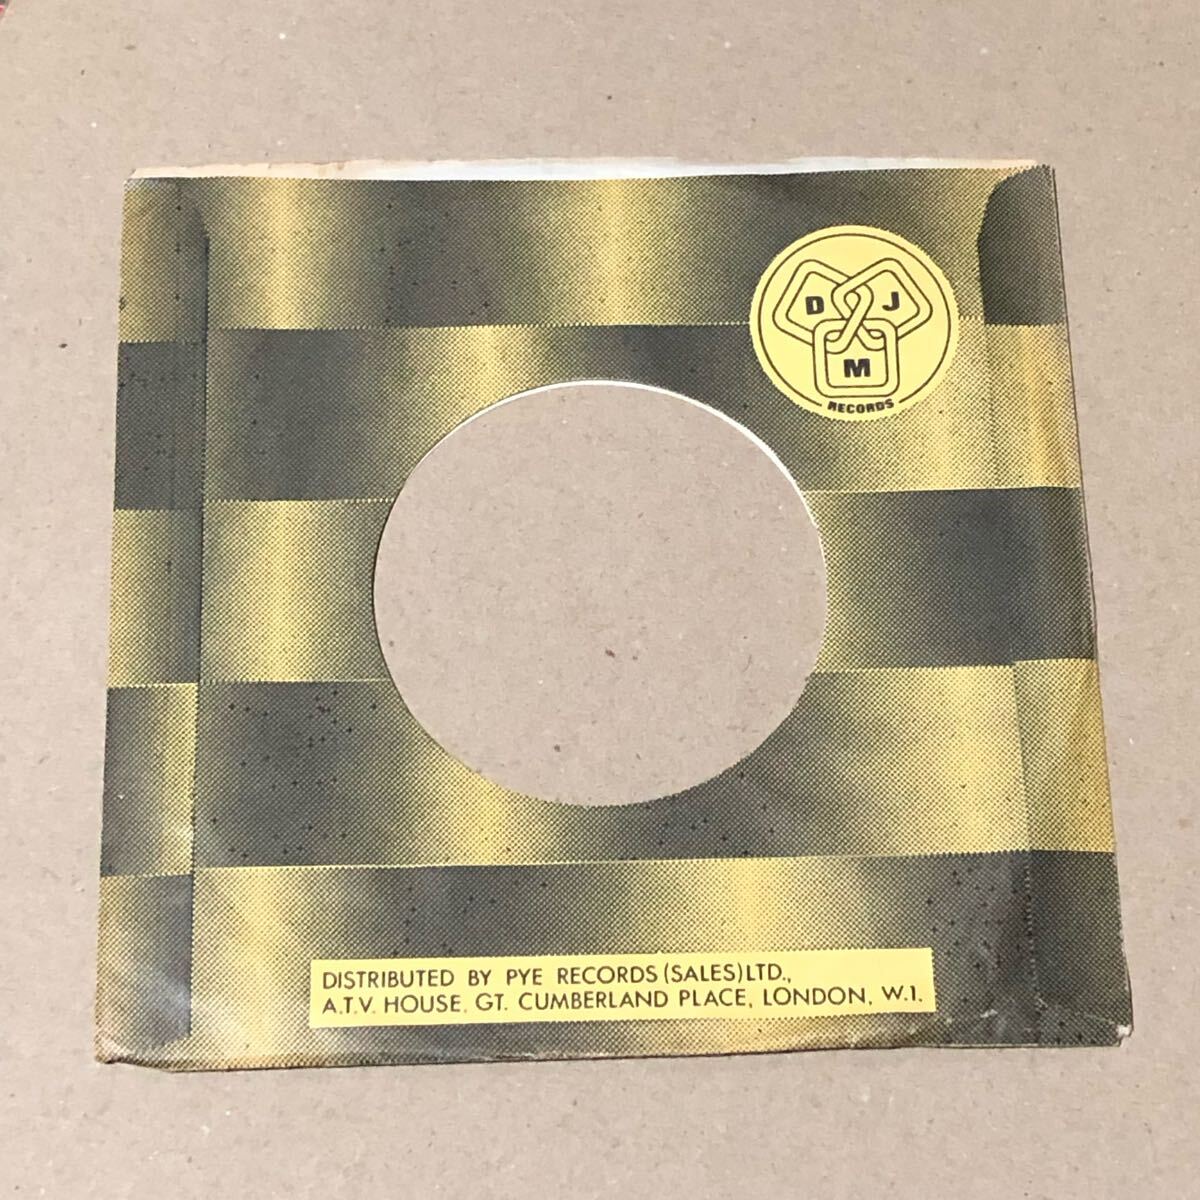 D J
M
RECORDS
DISTRIBUTED BY PYE RECORDS (SALES) LTD.,
A.T.V. HOUSE, GT. CUMBERLAND PLACE, LONDON, W.1.